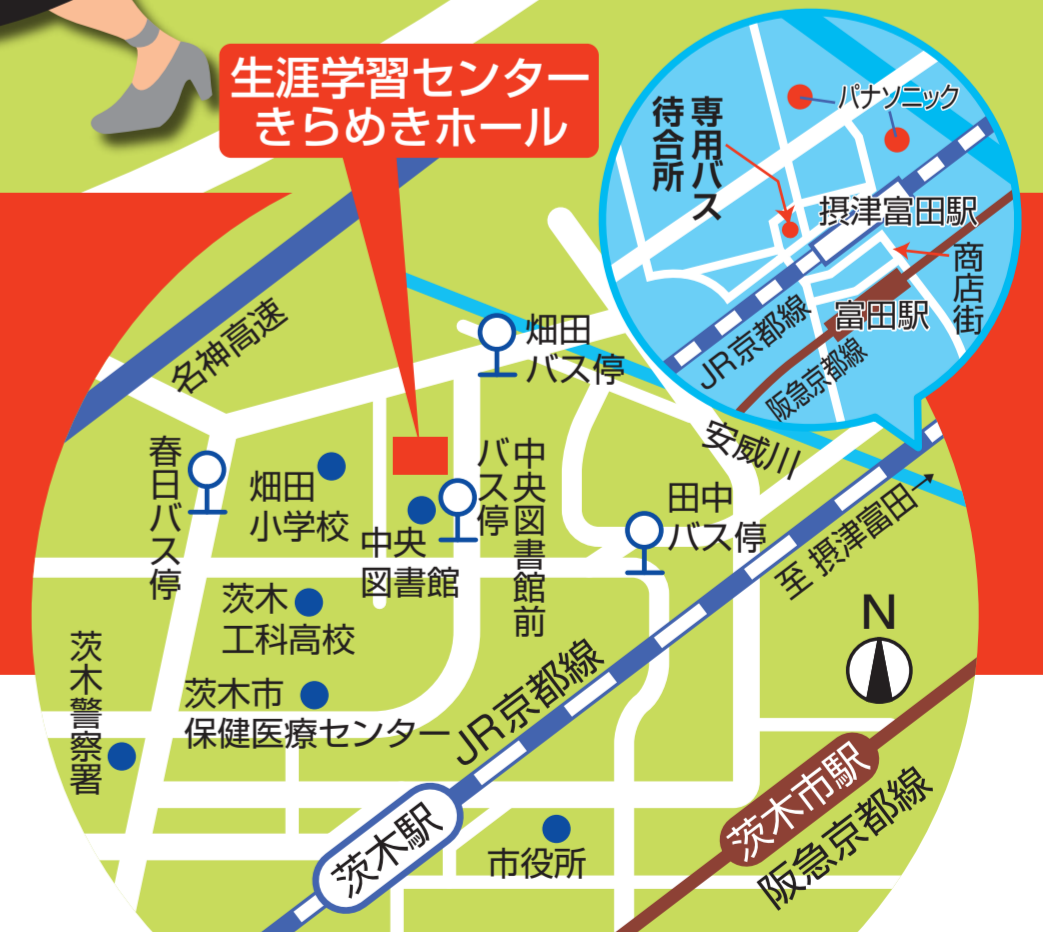 生涯学習センター
きらめきホール
パナソニック
専用バス
待合所
摂津富田駅
商店街
富田駅
JR京都線
阪急京都線
名神高速
畑田
バス停
安威川
春日バス停
畑田
小学校
中央図書館前
バス停
中央
図書館
田中
バス停
至 摂津富田
茨木
工科高校
N
茨木警察署
茨木市
保健医療センター
JR京都線
茨木駅
市役所
茨木市駅
阪急京都線